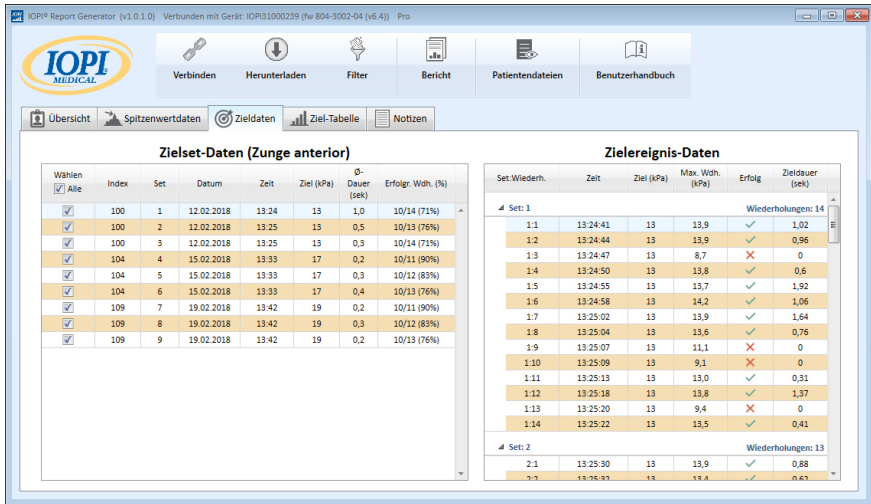 IOPI® Report Generator (v1.0.1.0) Verbunden mit Gerät: IOPI31000239 (fw 804-3002-04 (v6.4)) Pro
IOPI MEDICAL
Verbinden Herunterladen Filter Bericht Patientendateien Benutzerhandbuch
Übersicht Spitzenwertdaten Zieldaten Ziel-Tabelle Notizen
Zielset-Daten (Zunge anterior)
Wählen Alle Index Set Datum Zeit Ziel (kPa) Ø-Dauer (sek) Erfolgr. Wdh. (%)
100 1 12.02.2018 13:24 13 1,0 10/14 (71%)
100 2 12.02.2018 13:25 13 0,5 10/13 (76%)
100 3 12.02.2018 13:25 13 0,3 10/14 (71%)
104 4 15.02.2018 13:33 17 0,2 10/11 (90%)
104 5 15.02.2018 13:33 17 0,3 10/12 (83%)
104 6 15.02.2018 13:33 17 0,4 10/13 (76%)
109 7 19.02.2018 13:42 19 0,2 10/11 (90%)
109 8 19.02.2018 13:42 19 0,3 10/12 (83%)
109 9 19.02.2018 13:42 19 0,2 10/13 (76%)
Zielereignis-Daten
Set:Wiederh. Zeit Ziel (kPa) Max. Wdh. (kPa) Erfolg Zieldauer (sek)
Set: 1 Wiederholungen: 14
1:1 13:24:41 13 13,9 ✓ 1,02
1:2 13:24:44 13 13,9 ✓ 0,96
1:3 13:24:47 13 8,7 ✗ 0
1:4 13:24:50 13 13,8 ✓ 0,6
1:5 13:24:55 13 13,7 ✓ 1,92
1:6 13:24:58 13 14,2 ✓ 1,06
1:7 13:25:02 13 13,9 ✓ 1,64
1:8 13:25:04 13 13,6 ✓ 0,76
1:9 13:25:07 13 11,1 ✗ 0
1:10 13:25:09 13 9,1 ✗ 0
1:11 13:25:13 13 13,0 ✓ 0,31
1:12 13:25:18 13 13,8 ✓ 1,37
1:13 13:25:20 13 9,4 ✗ 0
1:14 13:25:22 13 13,5 ✓ 0,41
Set: 2 Wiederholungen: 13
2:1 13:25:30 13 13,9 ✓ 0,88
2:2 13:25:32 13 13,4 ✓ 0,62